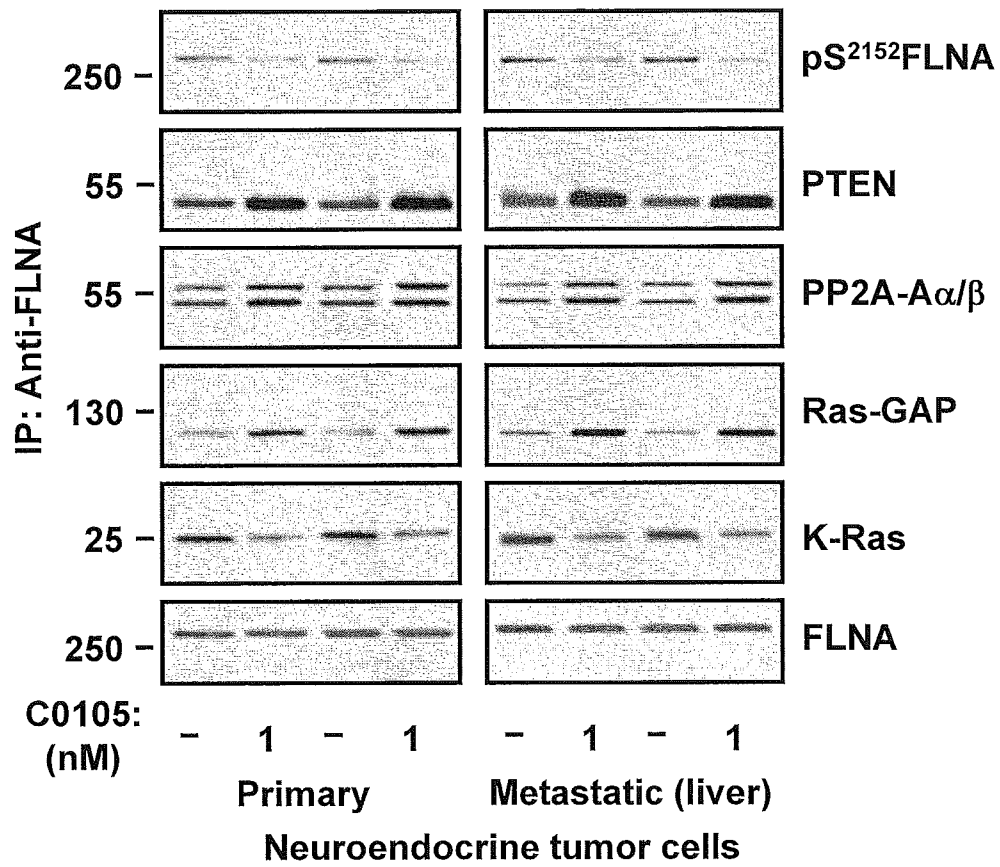 IP: Anti-FLNA
250 – pS²¹⁵²FLNA
55 – PTEN
55 – PP2A-Aα/β
130 – Ras-GAP
25 – K-Ras
250 – FLNA
C0105: (nM) – 1 – 1 – 1 – 1
Primary Metastatic (liver)
Neuroendocrine tumor cells